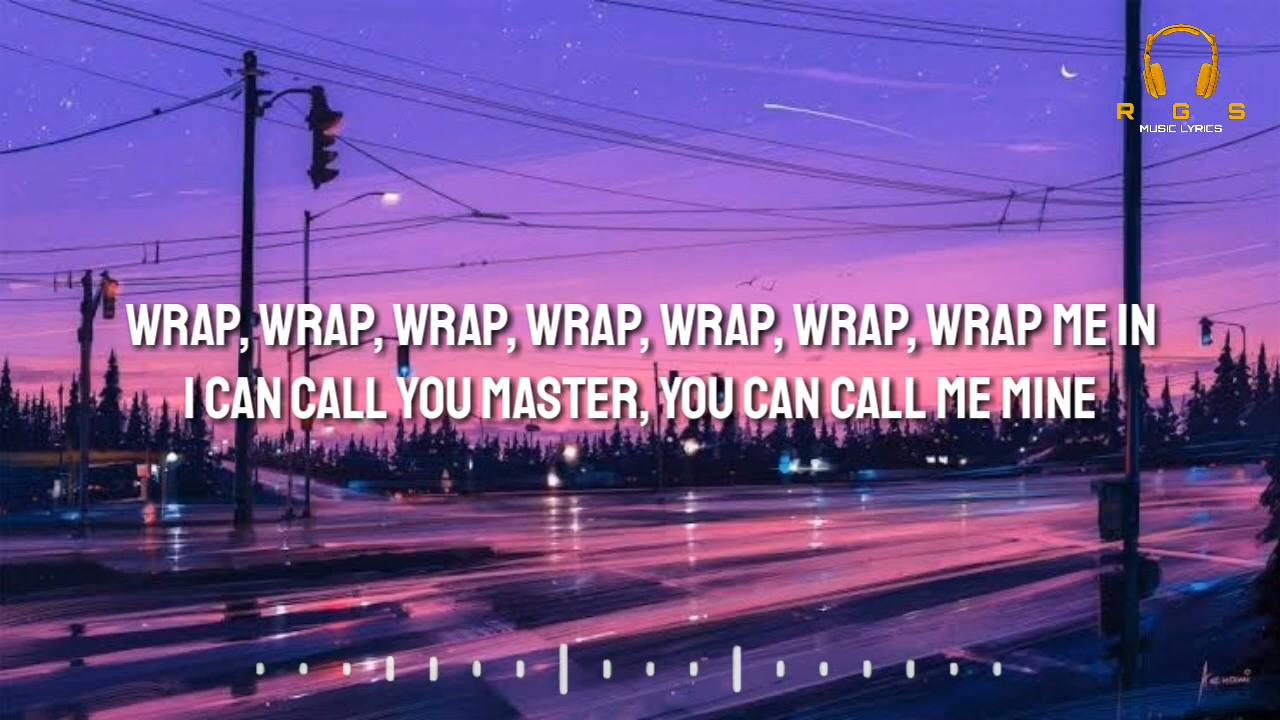 R G S
MUSIC LYRICS
WRAP, WRAP, WRAP, WRAP, WRAP, WRAP, WRAP ME IN
I CAN CALL YOU MASTER, YOU CAN CALL ME MINE